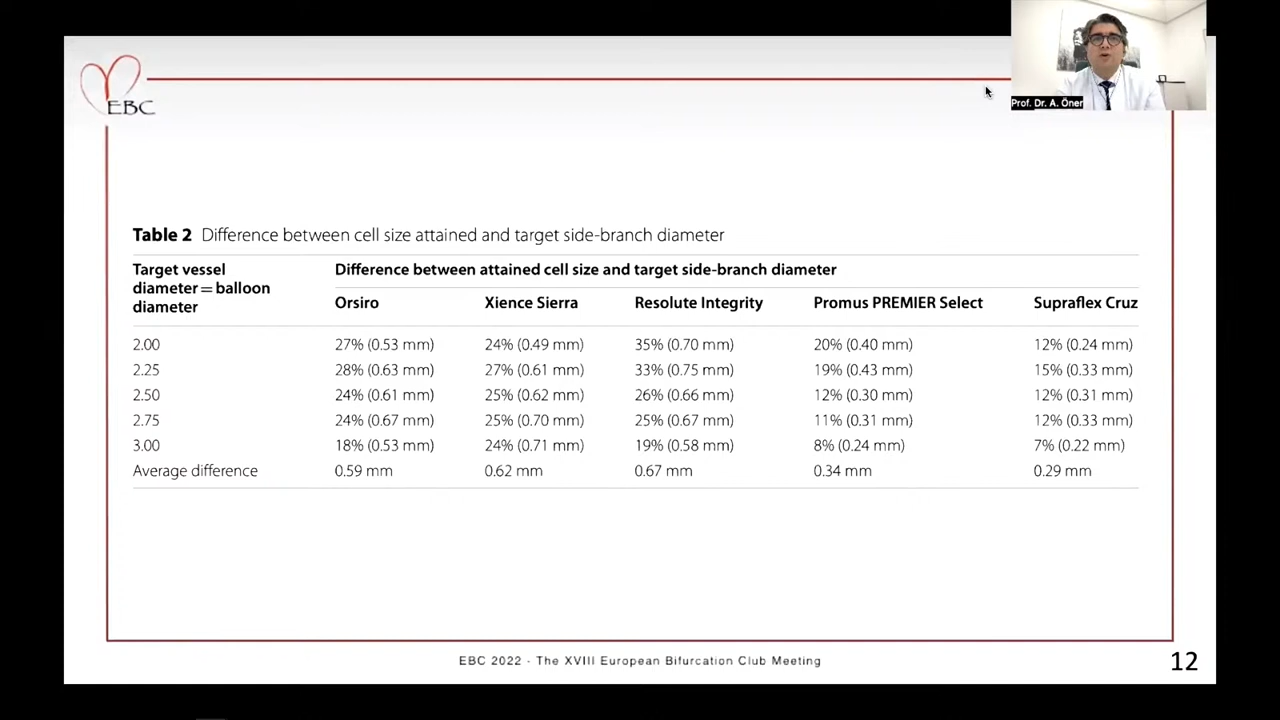 EBC
Prof. Dr. A. Öner
Table 2 Difference between cell size attained and target side-branch diameter
Target vessel diameter = balloon diameter
Difference between attained cell size and target side-branch diameter
Orsiro Xience Sierra Resolute Integrity Promus PREMIER Select Supraflex Cruz
2.00 27% (0.53 mm) 24% (0.49 mm) 35% (0.70 mm) 20% (0.40 mm) 12% (0.24 mm)
2.25 28% (0.63 mm) 27% (0.61 mm) 33% (0.75 mm) 19% (0.43 mm) 15% (0.33 mm)
2.50 24% (0.61 mm) 25% (0.62 mm) 26% (0.66 mm) 12% (0.30 mm) 12% (0.31 mm)
2.75 24% (0.67 mm) 25% (0.70 mm) 25% (0.67 mm) 11% (0.31 mm) 12% (0.33 mm)
3.00 18% (0.53 mm) 24% (0.71 mm) 19% (0.58 mm) 8% (0.24 mm) 7% (0.22 mm)
Average difference 0.59 mm 0.62 mm 0.67 mm 0.34 mm 0.29 mm
EBC 2022 - The XVIII European Bifurcation Club Meeting
12